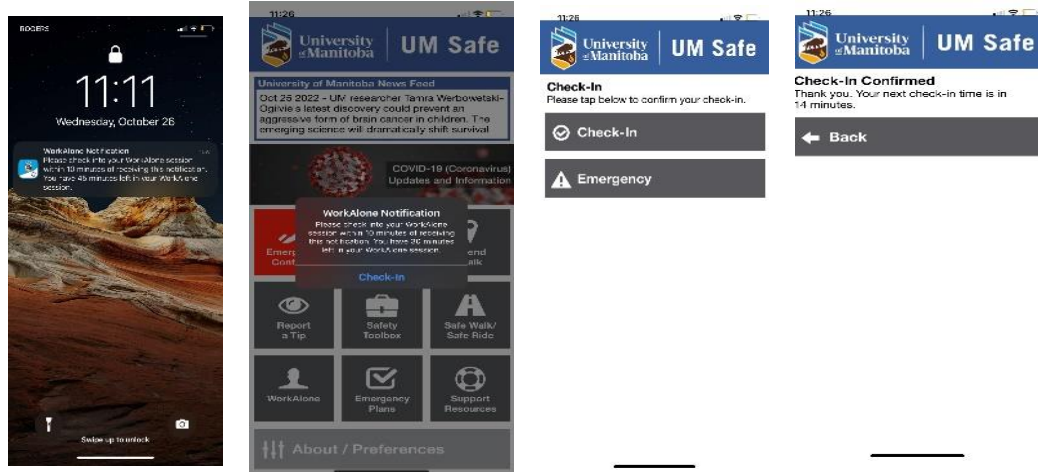 ROGERS
11:11
Wednesday, October 26
WorkAlone Notification
Please check into your WorkAlone session
within 10 minutes of receiving this notification.
You have 45 minutes left in your WorkAlone
session.
Swipe up to unlock
11:26
University
of Manitoba
UM Safe
University of Manitoba News Feed
Oct 25 2022 - UM researcher Tamra Werbowetski-
Ogilvie's latest discovery could prevent an
aggressive form of brain cancer in children. The
emerging science will dramatically shift survival
COVID-19 (Coronavirus)
Updates and Information
WorkAlone Notification
Please check into your WorkAlone
session within 10 minutes of receiving
this notification. You have 30 minutes
left in your WorkAlone session.
Check-In
Report
a Tip
Safety
Toolbox
Safe Walk/
Safe Ride
WorkAlone
Emergency
Plans
Support
Resources
About / Preferences
11:26
University
of Manitoba
UM Safe
Check-In
Please tap below to confirm your check-in.
Check-In
Emergency
11:26
University
of Manitoba
UM Safe
Check-In Confirmed
Thank you. Your next check-in time is in
14 minutes.
Back